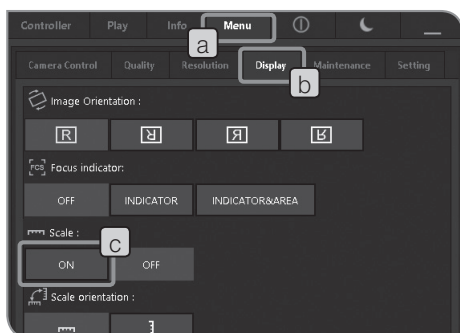 Controller Play Info Menu
a
Camera Control Quality Resolution Display Maintenance Setting
b
Image Orientation :
R R R R
FCS Focus indicator:
OFF INDICATOR INDICATOR&AREA
Scale :
c
ON OFF
Scale orientation :